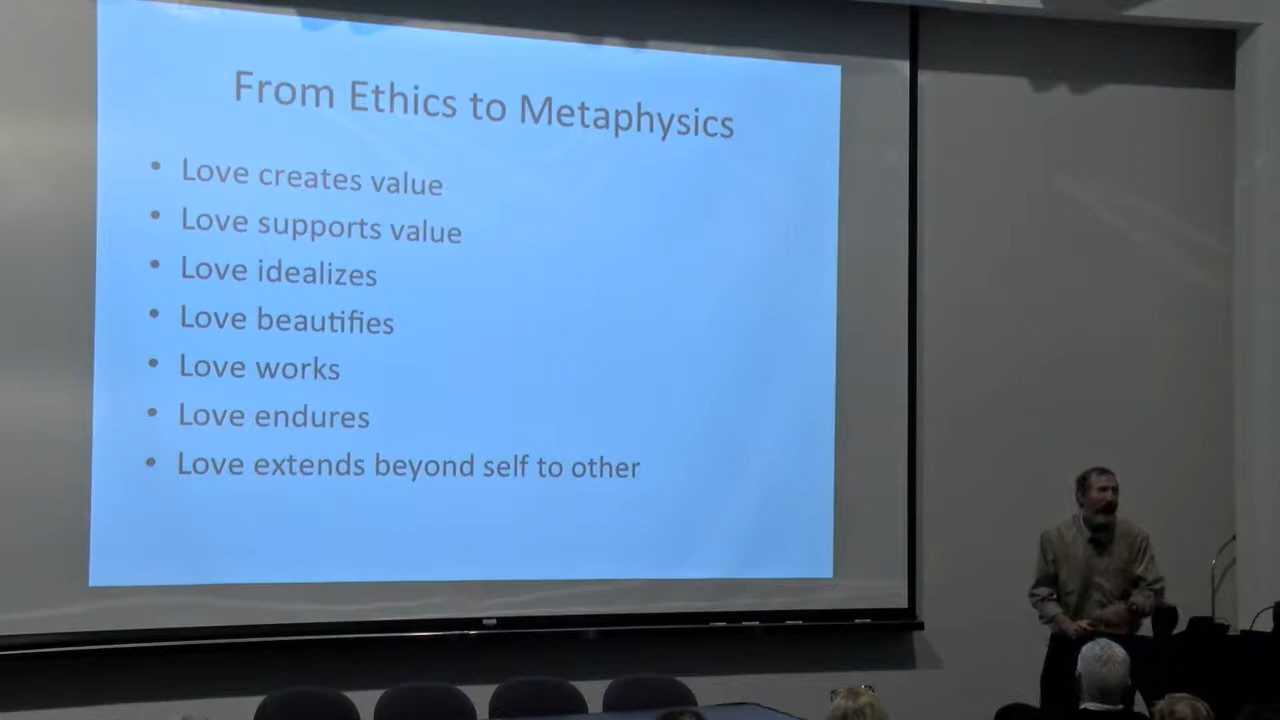 From Ethics to Metaphysics
• Love creates value
• Love supports value
• Love idealizes
• Love beautifies
• Love works
• Love endures
• Love extends beyond self to other